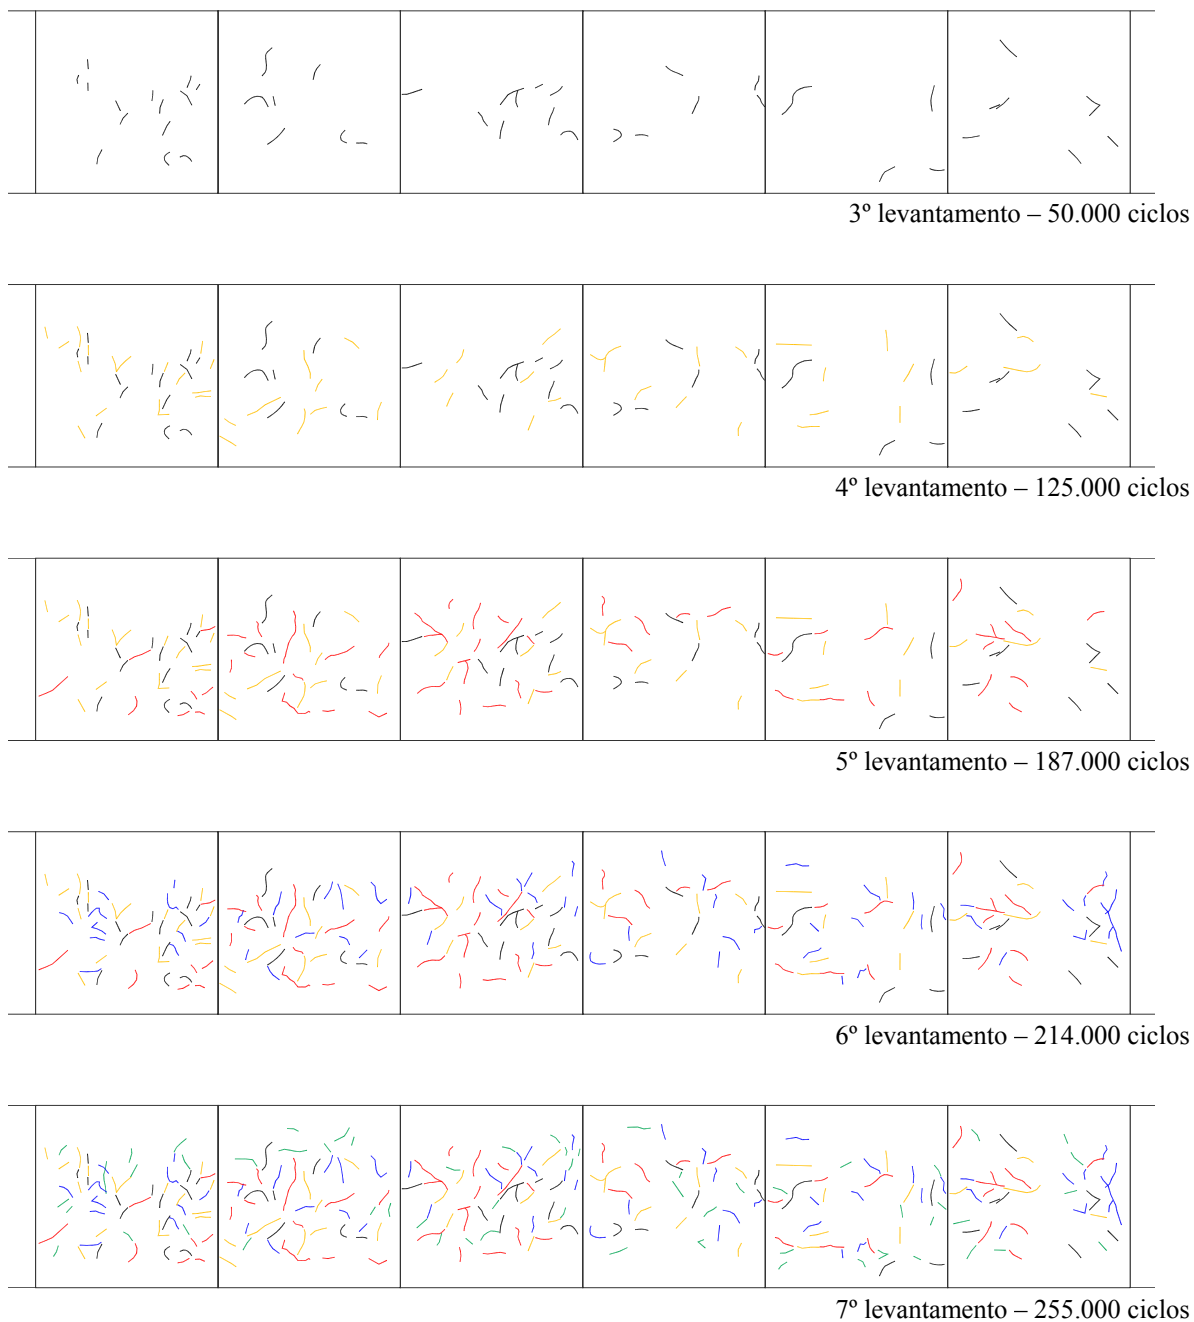 3º levantamento – 50.000 ciclos
4º levantamento – 125.000 ciclos
5º levantamento – 187.000 ciclos
6º levantamento – 214.000 ciclos
7º levantamento – 255.000 ciclos